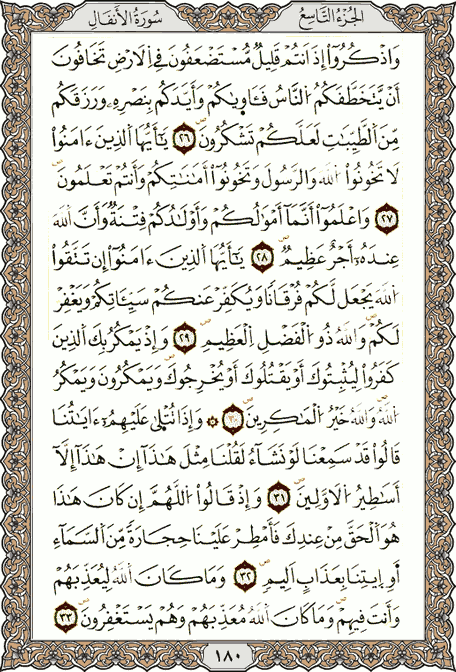 الجزء التاسع
سورة الأنفال
وَاذْكُرُوٓا۟ إِذْ أَنتُمْ قَلِيلٌ مُّسْتَضْعَفُونَ فِى الْأَرْضِ تَخَافُونَ
أَنْ يَتَخَطَّفَكُمُ النَّاسُ فَـَٔاوَىٰكُمْ وَأَيَّدَكُم بِنَصْرِهِۦ وَرَزَقَكُم
مِّنَ الطَّيِّبَٰتِ لَعَلَّكُمْ تَشْكُرُونَ ٢٦ يَٰٓأَيُّهَا الَّذِينَ ءَامَنُوا۟
لَا تَخُونُوا۟ اللَّهَ وَالرَّسُولَ وَتَخُونُوٓا۟ أَمَٰنَٰتِكُمْ وَأَنتُمْ تَعْلَمُونَ
٢٧ وَاعْلَمُوٓا۟ أَنَّمَآ أَمْوَٰلُكُمْ وَأَوْلَٰدُكُمْ فِتْنَةٌ وَأَنَّ اللَّهَ
عِندَهُۥٓ أَجْرٌ عَظِيمٌ ٢٨ يَٰٓأَيُّهَا الَّذِينَ ءَامَنُوٓا۟ إِن تَتَّقُوا۟
اللَّهَ يَجْعَل لَّكُمْ فُرْقَانًا وَيُكَفِّرْ عَنكُمْ سَيِّـَٔاتِكُمْ وَيَغْفِرْ
لَكُمْ وَاللَّهُ ذُو الْفَضْلِ الْعَظِيمِ ٢٩ وَإِذْ يَمْكُرُ بِكَ الَّذِينَ
كَفَرُوا۟ لِيُثْبِتُوكَ أَوْ يَقْتُلُوكَ أَوْ يُخْرِجُوكَ وَيَمْكُرُونَ وَيَمْكُرُ
اللَّهُ وَاللَّهُ خَيْرُ الْمَٰكِرِينَ ٣٠ وَإِذَا تُتْلَىٰ عَلَيْهِمْ ءَايَٰتُنَا
قَالُوا۟ قَدْ سَمِعْنَا لَوْ نَشَآءُ لَقُلْنَا مِثْلَ هَٰذَآ إِنْ هَٰذَآ إِلَّآ
أَسَٰطِيرُ الْأَوَّلِينَ ٣١ وَإِذْ قَالُوا۟ اللَّهُمَّ إِن كَانَ هَٰذَا
هُوَ الْحَقَّ مِنْ عِندِكَ فَأَمْطِرْ عَلَيْنَا حِجَارَةً مِّنَ السَّمَآءِ
أَوِ ائْتِنَا بِعَذَابٍ أَلِيمٍ ٣٢ وَمَا كَانَ اللَّهُ لِيُعَذِّبَهُمْ
وَأَنتَ فِيهِمْ وَمَا كَانَ اللَّهُ مُعَذِّبَهُمْ وَهُمْ يَسْتَغْفِرُونَ ٣٣
١٨٠